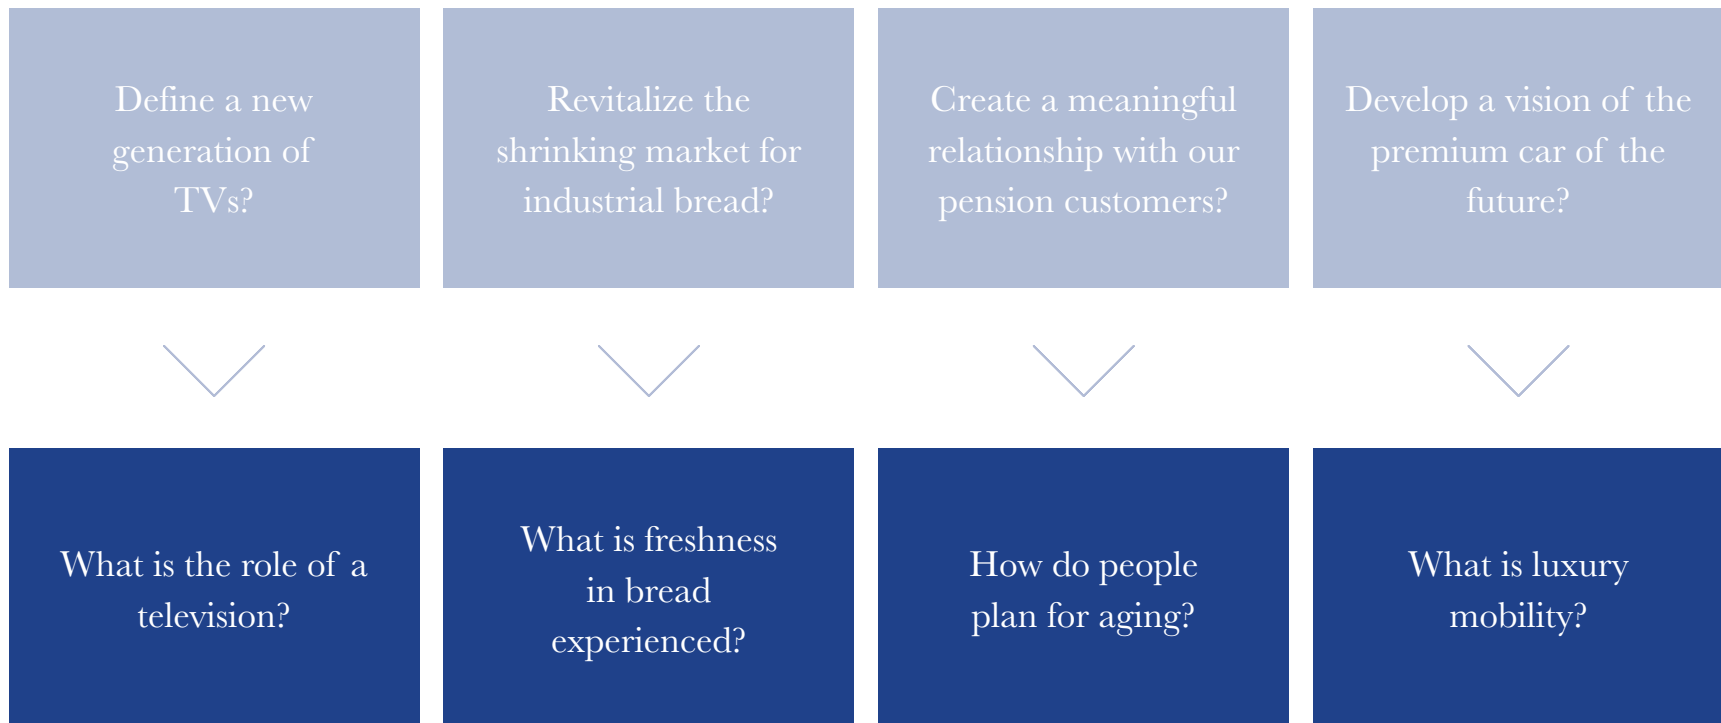 Define a new
generation of
TVs?
Revitalize the
shrinking market for
industrial bread?
Create a meaningful
relationship with our
pension customers?
Develop a vision of the
premium car of the
future?
What is the role of a
television?
What is freshness
in bread
experienced?
How do people
plan for aging?
What is luxury
mobility?